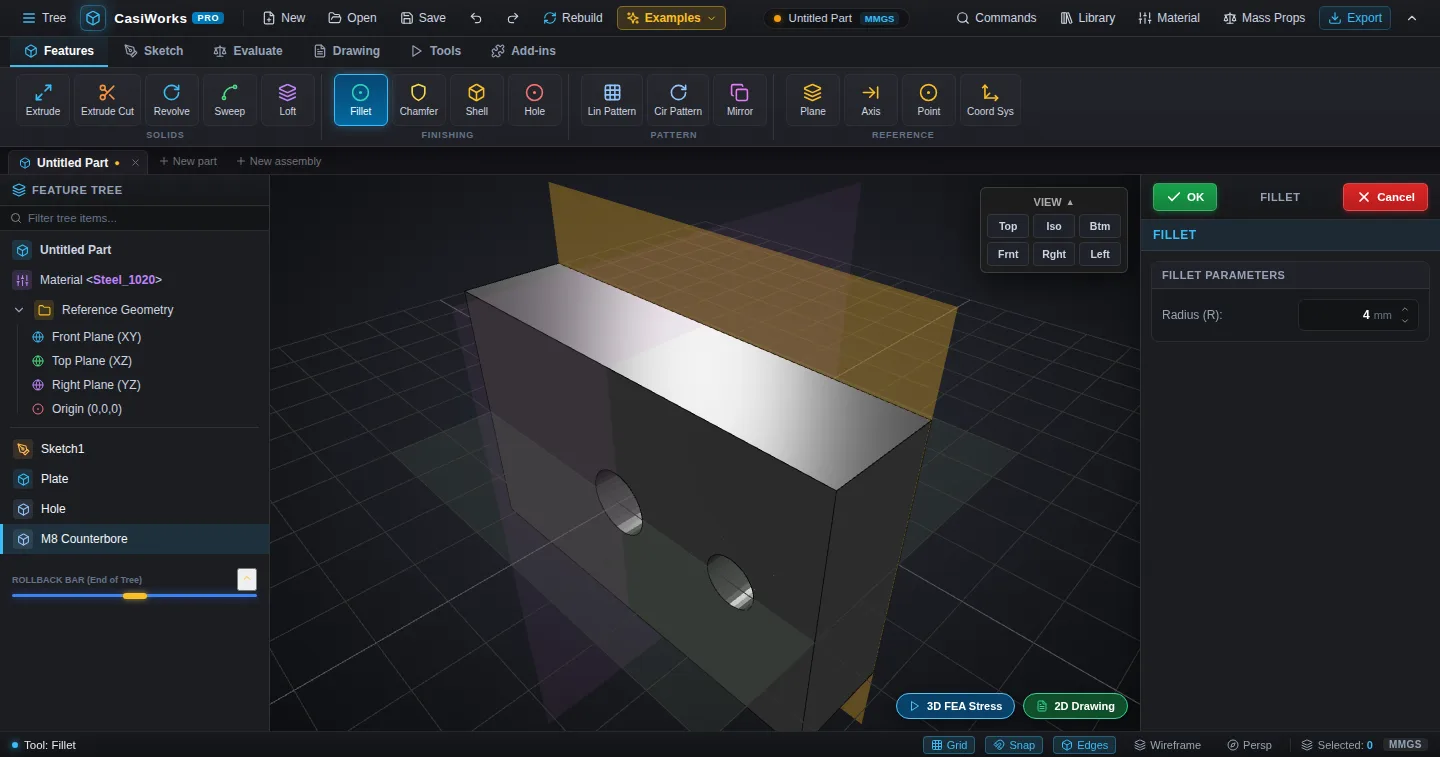 Tree CasiWorks PRO New Open Save Rebuild Examples Untitled Part MMGS Commands Library Material Mass Props Export
Features Sketch Evaluate Drawing Tools Add-ins
Extrude Extrude Cut Revolve Sweep Loft Fillet Chamfer Shell Hole Lin Pattern Cir Pattern Mirror Plane Axis Point Coord Sys
SOLIDS FINISHING PATTERN REFERENCE
Untitled Part New part New assembly
FEATURE TREE
Filter tree items...
Untitled Part
Material <Steel_1020>
Reference Geometry
Front Plane (XY)
Top Plane (XZ)
Right Plane (YZ)
Origin (0,0,0)
Sketch1
Plate
Hole
M8 Counterbore
ROLLBACK BAR (End of Tree)
VIEW ▲
Top Iso Btm
Frnt Rght Left
3D FEA Stress 2D Drawing
OK FILLET Cancel
FILLET
FILLET PARAMETERS
Radius (R): 4 mm
Tool: Fillet Grid Snap Edges Wireframe Persp Selected: 0 MMGS